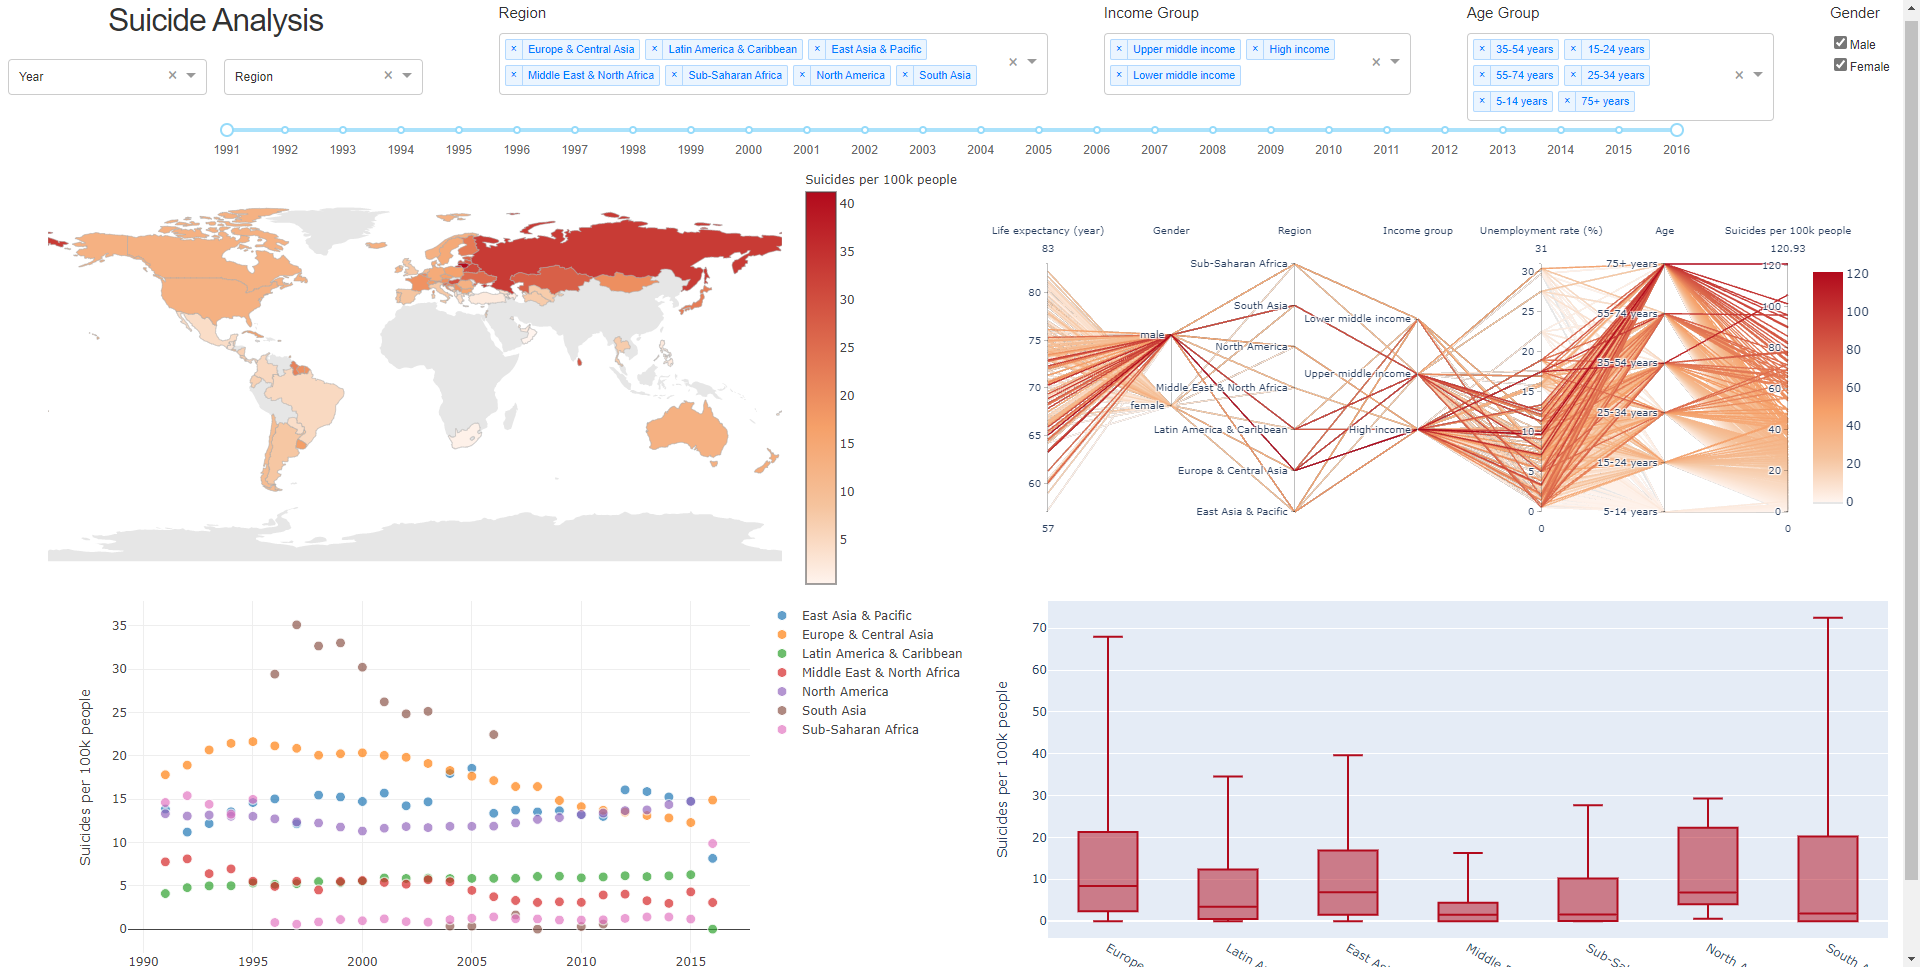 Suicide Analysis
Year × 
Region × 
Region
× Europe & Central Asia × Latin America & Caribbean × East Asia & Pacific
× Middle East & North Africa × Sub-Saharan Africa × North America × South Asia
×
Income Group
× Upper middle income × High income
× Lower middle income
×
Age Group
× 35-54 years × 15-24 years
× 55-74 years × 25-34 years
× 5-14 years × 75+ years
×
Gender
Male
Female
1991 1992 1993 1994 1995 1996 1997 1998 1999 2000 2001 2002 2003 2004 2005 2006 2007 2008 2009 2010 2011 2012 2013 2014 2015 2016
Suicides per 100k people
40
35
30
25
20
15
10
5
Life expectancy (year) Gender Region Income group Unemployment rate (%) Age Suicides per 100k people
83 31 120.93
80
75
70
65
60
57
male
female
Sub-Saharan Africa
South Asia
North America
Middle East & North Africa
Latin America & Caribbean
Europe & Central Asia
East Asia & Pacific
Lower middle income
Upper middle income
High income
30
25
20
15
10
5
0
0
75+ years
55-74 years
35-54 years
25-34 years
15-24 years
5-14 years
120
100
80
60
40
20
0
0
120
100
80
60
40
20
0
Suicides per 100k people
35
30
25
20
15
10
5
0
1990 1995 2000 2005 2010 2015
East Asia & Pacific
Europe & Central Asia
Latin America & Caribbean
Middle East & North Africa
North America
South Asia
Sub-Saharan Africa
Suicides per 100k people
70
60
50
40
30
20
10
0
Europe Latin A East As Middle Sub-Sa North A South A